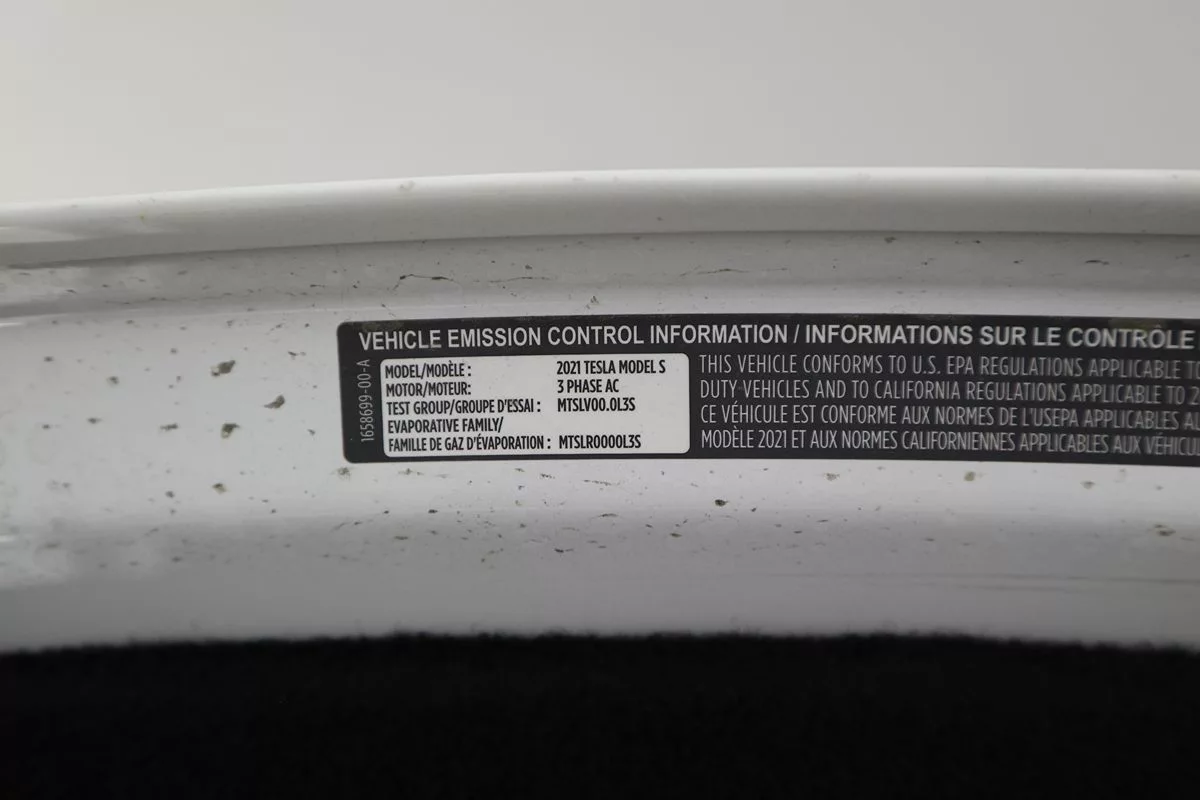 VEHICLE EMISSION CONTROL INFORMATION / INFORMATIONS SUR LE CONTRÔLE
1658699-00-A
MODEL/MODÈLE : 2021 TESLA MODEL S
MOTOR/MOTEUR: 3 PHASE AC
TEST GROUP/GROUPE D'ESSAI : MTSLV00.0L3S
EVAPORATIVE FAMILY/
FAMILLE DE GAZ D'ÉVAPORATION : MTSLR0000L3S
THIS VEHICLE CONFORMS TO U.S. EPA REGULATIONS APPLICABLE TO
DUTY-VEHICLES AND TO CALIFORNIA REGULATIONS APPLICABLE TO
CE VÉHICULE EST CONFORME AUX NORMES DE L'USEPA APPLICABLES
MODÈLE 2021 ET AUX NORMES CALIFORNIENNES APPLICABLES AUX